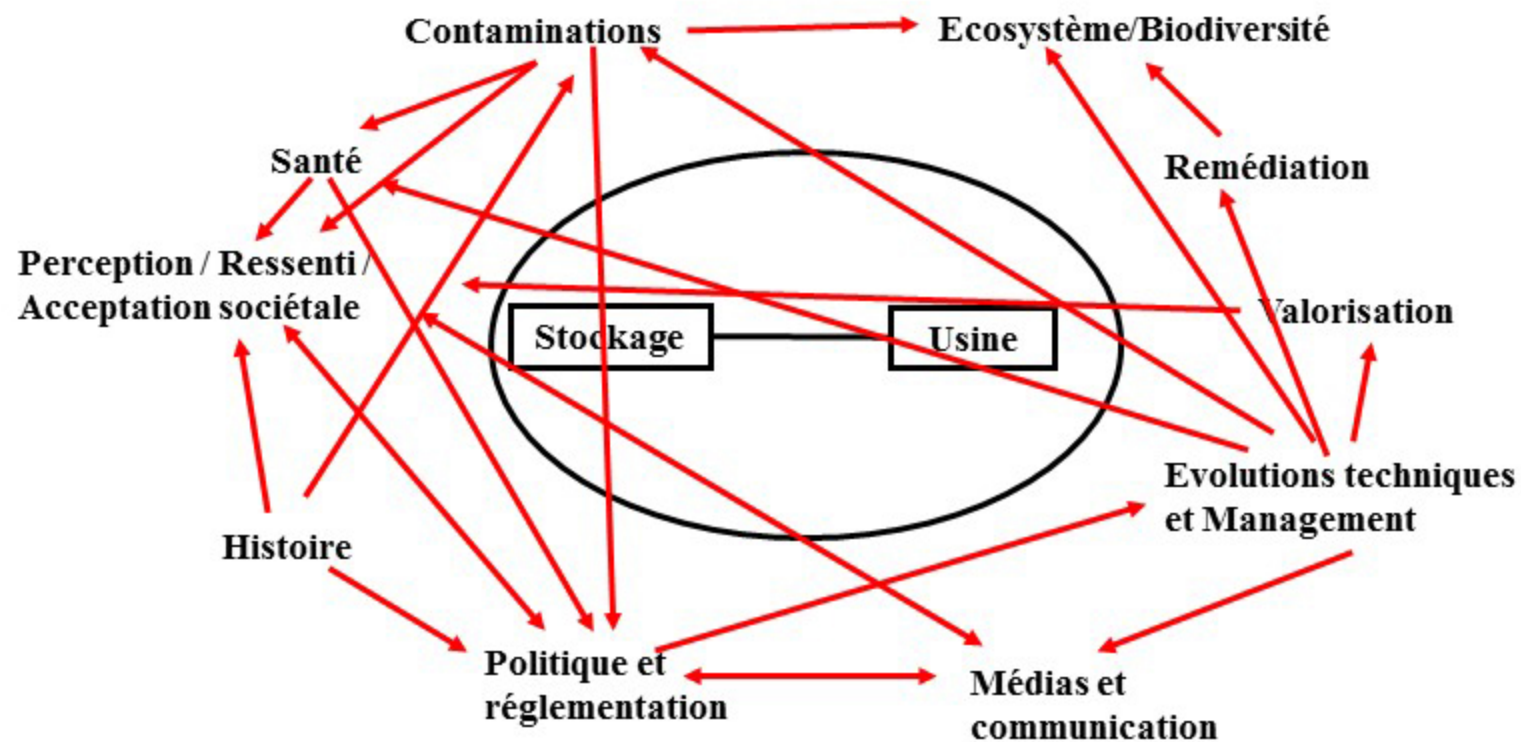 Contaminations
Ecosystème/Biodiversité
Santé
Remédiation
Perception / Ressenti /
Acceptation sociétale
Valorisation
Stockage
Usine
Evolutions techniques
et Management
Histoire
Politique et
réglementation
Médias et
communication